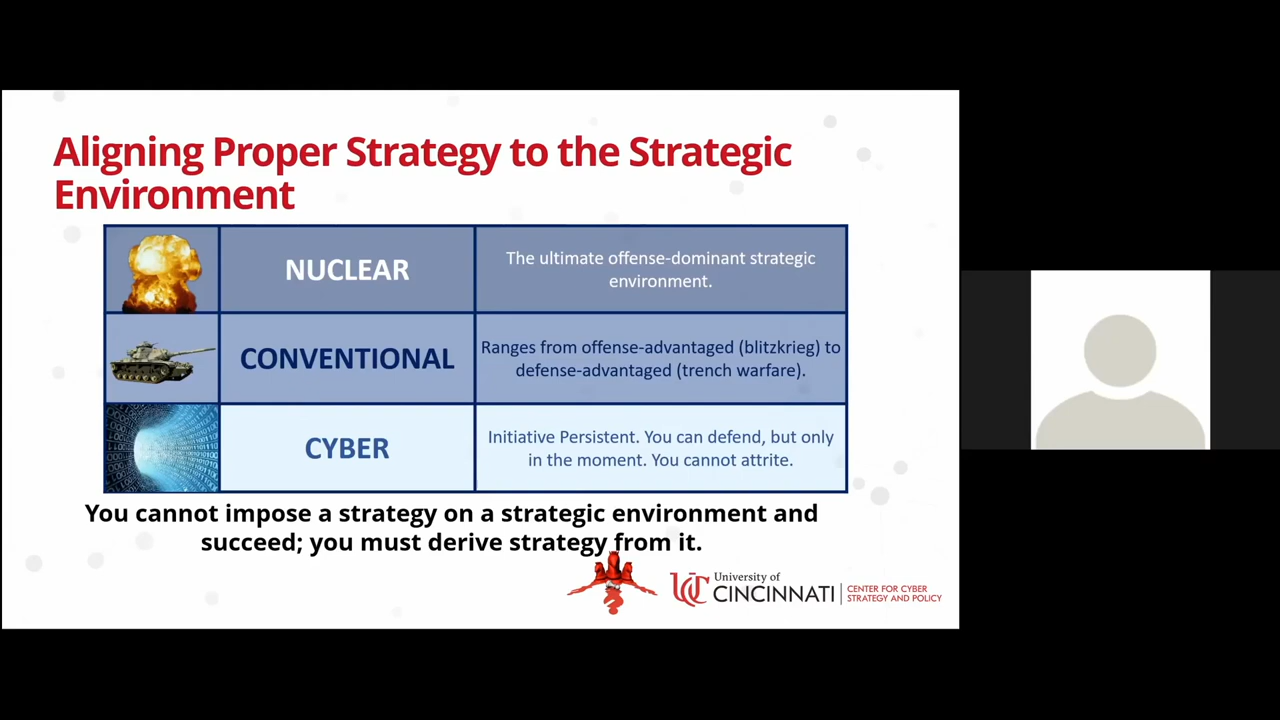 Aligning Proper Strategy to the Strategic
Environment
NUCLEAR
The ultimate offense-dominant strategic
environment.
CONVENTIONAL
Ranges from offense-advantaged (blitzkrieg) to
defense-advantaged (trench warfare).
CYBER
Initiative Persistent. You can defend, but only
in the moment. You cannot attrite.
You cannot impose a strategy on a strategic environment and
succeed; you must derive strategy from it.
UC
University of
CINCINNATI
CENTER FOR CYBER
STRATEGY AND POLICY